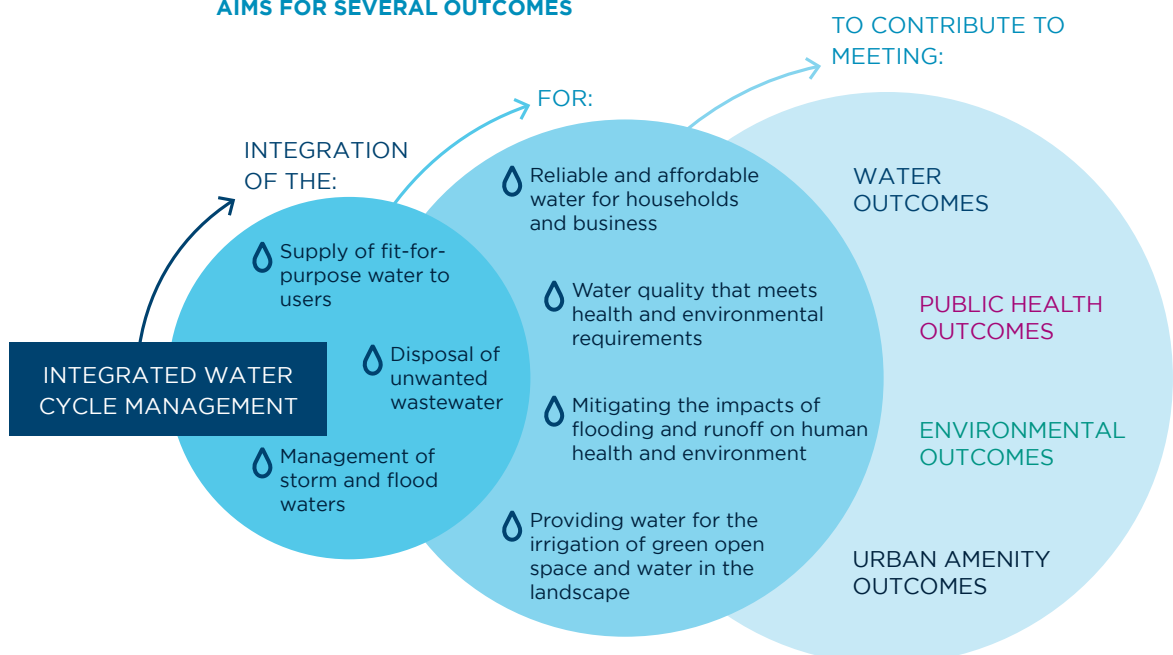 AIMS FOR SEVERAL OUTCOMES
INTEGRATED WATER
CYCLE MANAGEMENT
INTEGRATION
OF THE:
Supply of fit-for-
purpose water to
users
Disposal of
unwanted
wastewater
Management of
storm and flood
waters
FOR:
Reliable and affordable
water for households
and business
Water quality that meets
health and environmental
requirements
Mitigating the impacts of
flooding and runoff on human
health and environment
Providing water for the
irrigation of green open
space and water in the
landscape
TO CONTRIBUTE TO
MEETING:
WATER
OUTCOMES
PUBLIC HEALTH
OUTCOMES
ENVIRONMENTAL
OUTCOMES
URBAN AMENITY
OUTCOMES